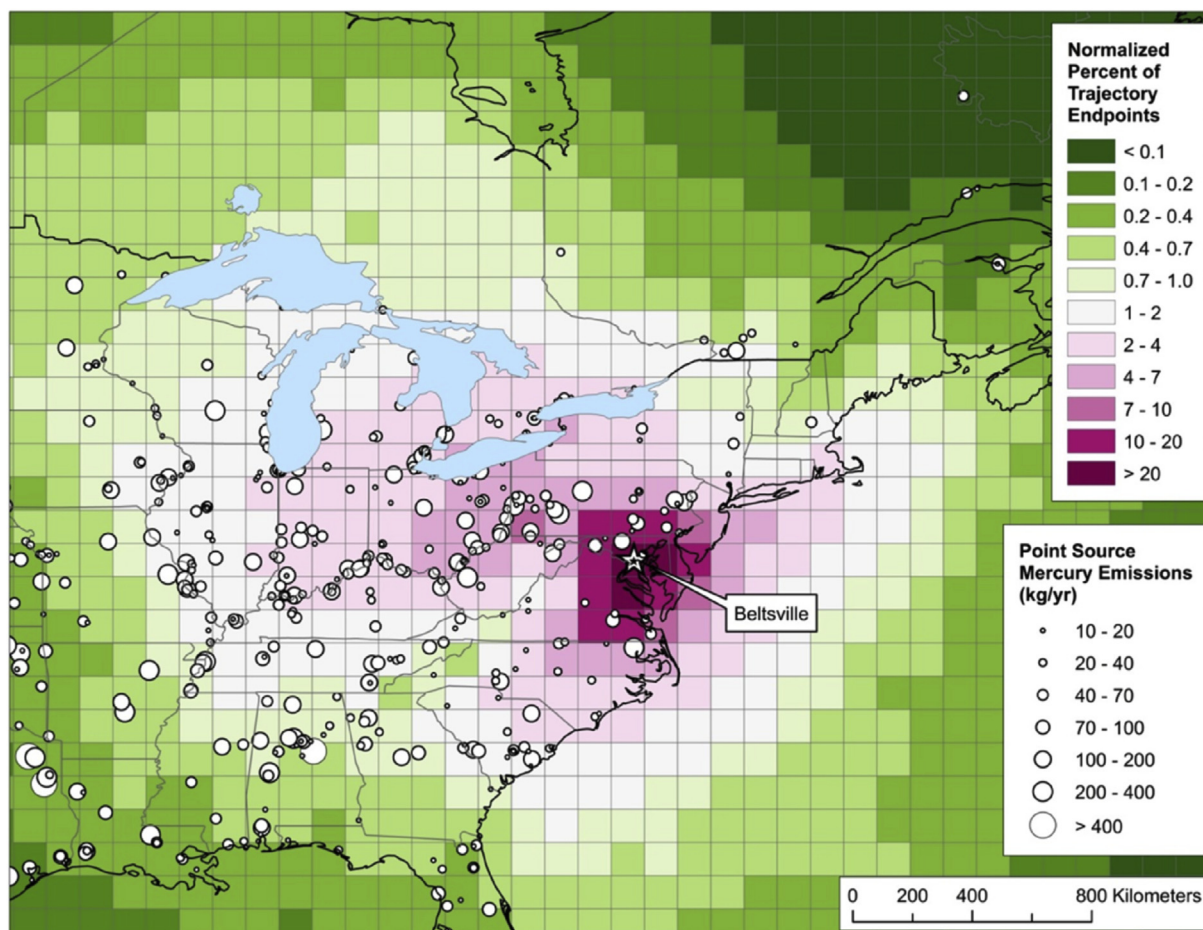 Normalized
Percent of
Trajectory
Endpoints
< 0.1
0.1 - 0.2
0.2 - 0.4
0.4 - 0.7
0.7 - 1.0
1 - 2
2 - 4
4 - 7
7 - 10
10 - 20
> 20
Point Source
Mercury Emissions
(kg/yr)
10 - 20
20 - 40
40 - 70
70 - 100
100 - 200
200 - 400
> 400
Beltsville
0 200 400 800 Kilometers